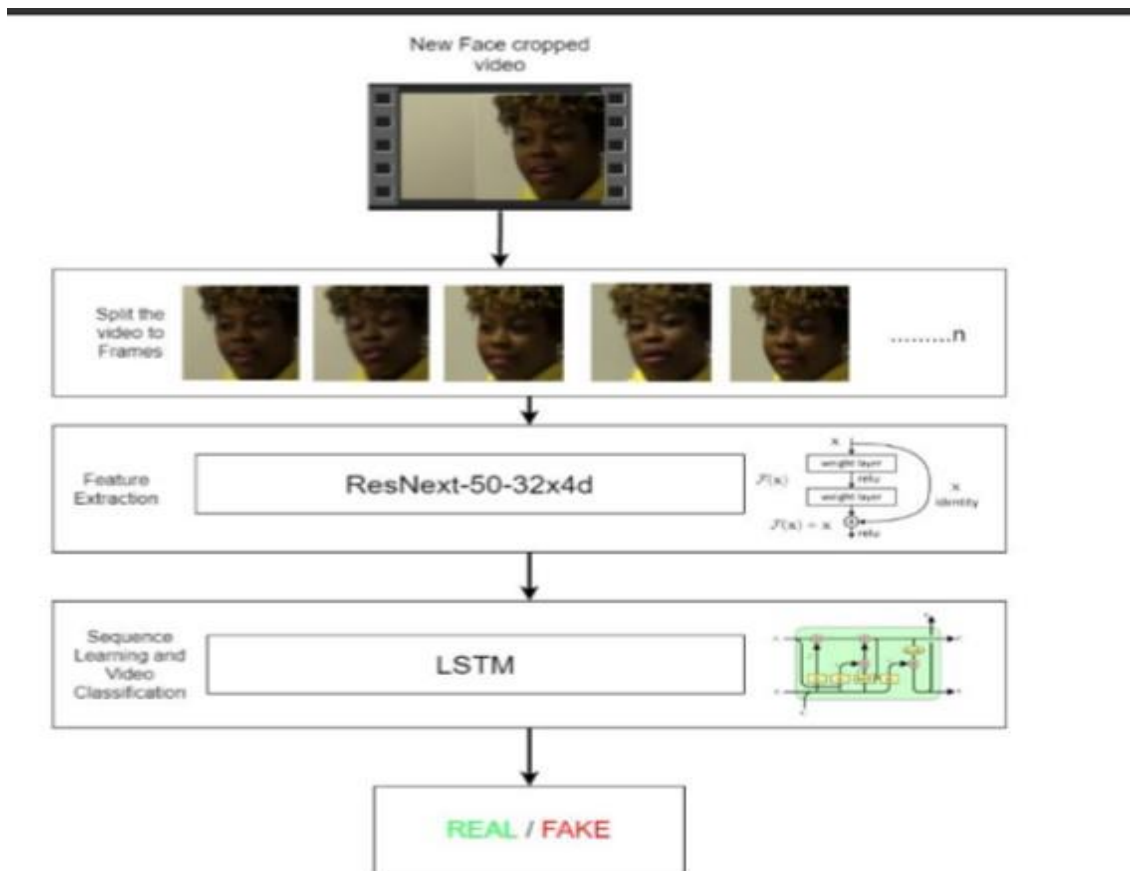 New Face cropped
video
Split the
video to
Frames
.........n
Feature
Extraction
ResNext-50-32x4d
x
weight layer
relu
F(x)
weight layer
x
identity
F(x) + x
relu
Sequence
Learning and
Video
Classification
LSTM
REAL / FAKE